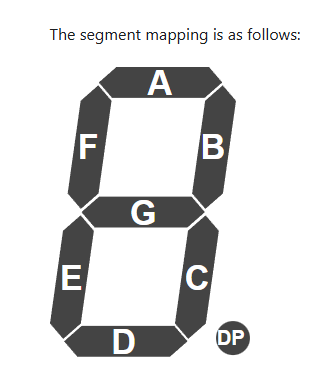 The segment mapping is as follows:
A
F
B
G
E
C
D
DP